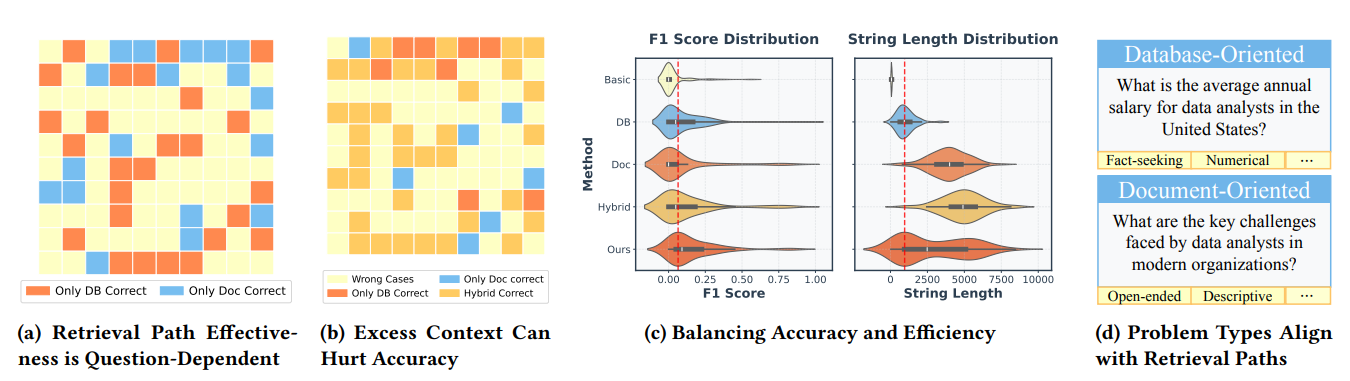 Only DB Correct
Only Doc correct
(a) Retrieval Path Effective-
ness is Question-Dependent
Wrong Cases
Only Doc correct
Only DB Correct
Hybrid Correct
(b) Excess Context Can
Hurt Accuracy
F1 Score Distribution
String Length Distribution
Method
Basic
DB
Doc
Hybrid
Ours
0.00 0.25 0.50 0.75 1.00
F1 Score
0 2500 5000 7500 10000
String Length
(c) Balancing Accuracy and Efficiency
Database-Oriented
What is the average annual
salary for data analysts in the
United States?
Fact-seeking Numerical ...
Document-Oriented
What are the key challenges
faced by data analysts in
modern organizations?
Open-ended Descriptive ...
(d) Problem Types Align
with Retrieval Paths